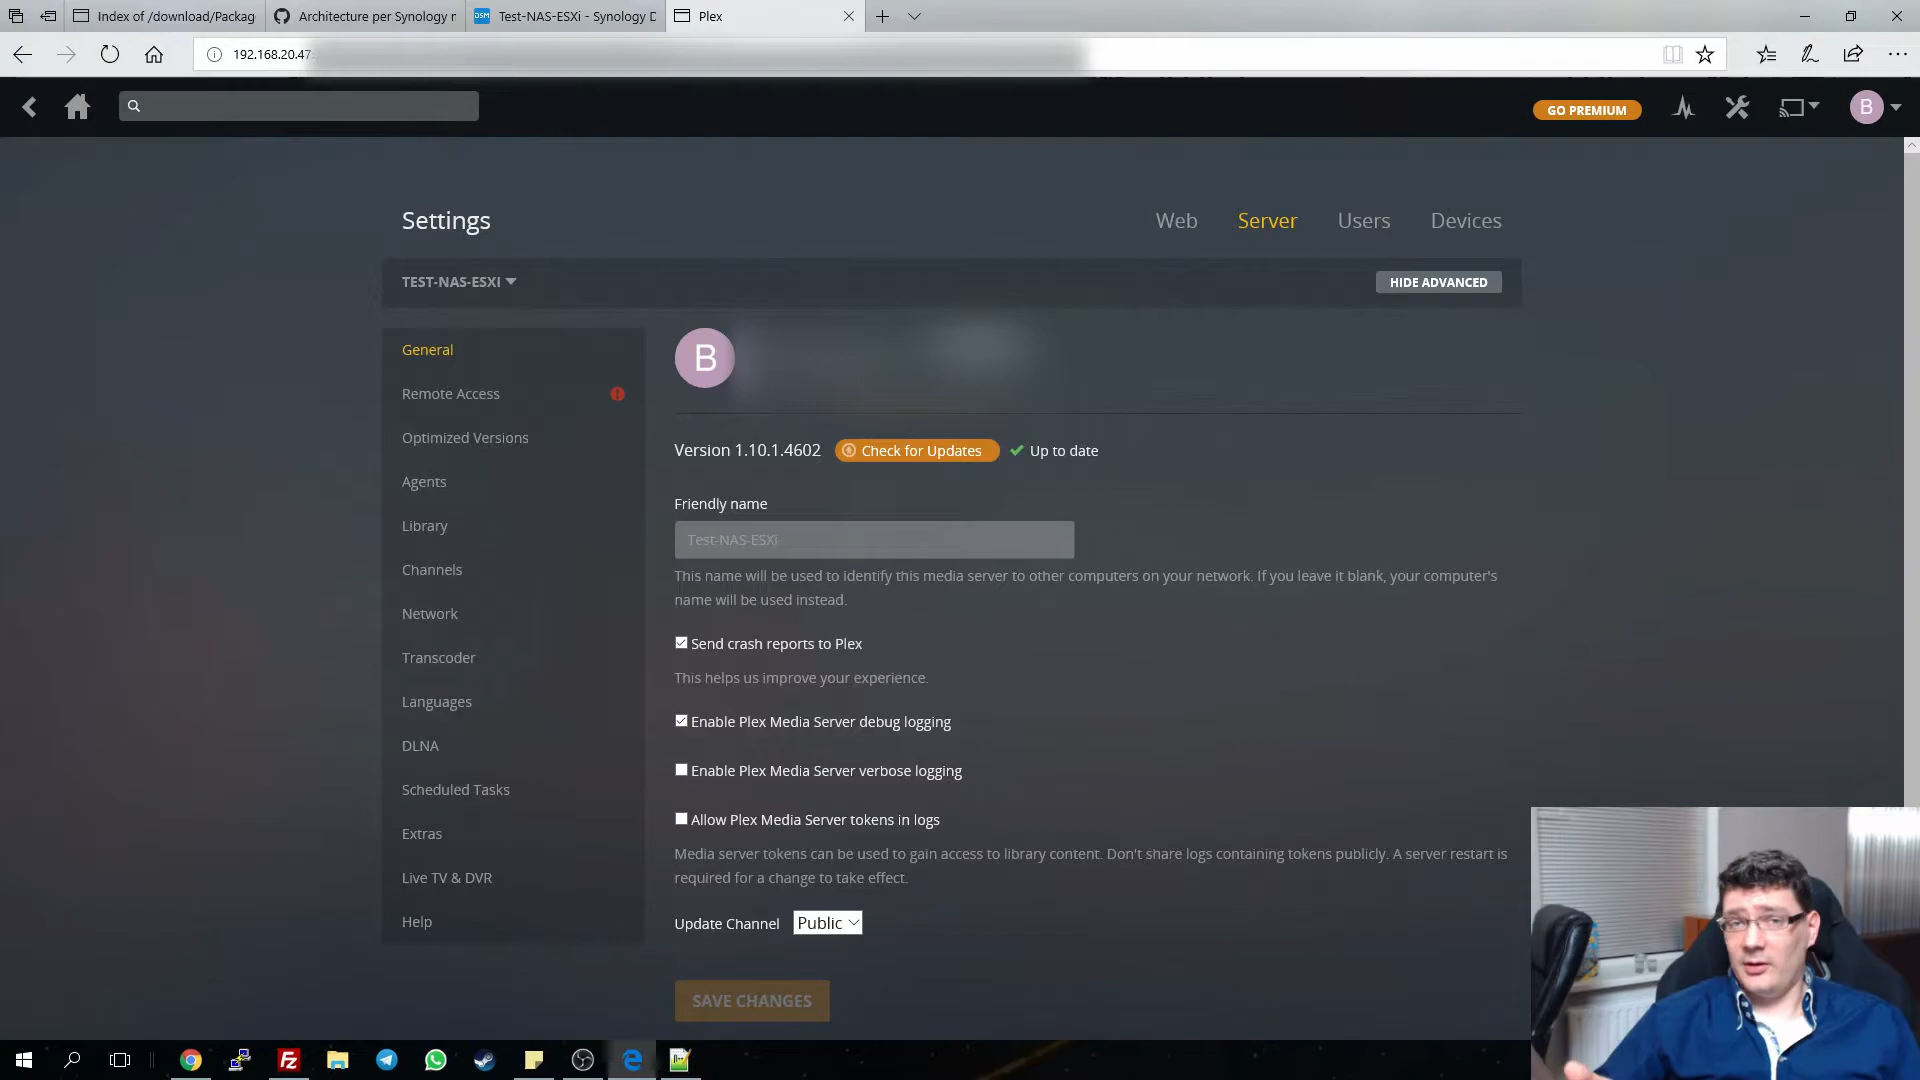 Index of /download/Packag
Architecture per Synology n
DSM
Test-NAS-ESXi - Synology D
Plex
192.168.20.47
GO PREMIUM
B
Settings
Web
Server
Users
Devices
TEST-NAS-ESXI
HIDE ADVANCED
General
Remote Access
Optimized Versions
Agents
Library
Channels
Network
Transcoder
Languages
DLNA
Scheduled Tasks
Extras
Live TV & DVR
Help
B
Version 1.10.1.4602
Check for Updates
Up to date
Friendly name
Test-NAS-ESXi
This name will be used to identify this media server to other computers on your network. If you leave it blank, your computer's
name will be used instead.
Send crash reports to Plex
This helps us improve your experience.
Enable Plex Media Server debug logging
Enable Plex Media Server verbose logging
Allow Plex Media Server tokens in logs
Media server tokens can be used to gain access to library content. Don't share logs containing tokens publicly. A server restart is
required for a change to take effect.
Update Channel
Public
SAVE CHANGES
Fz